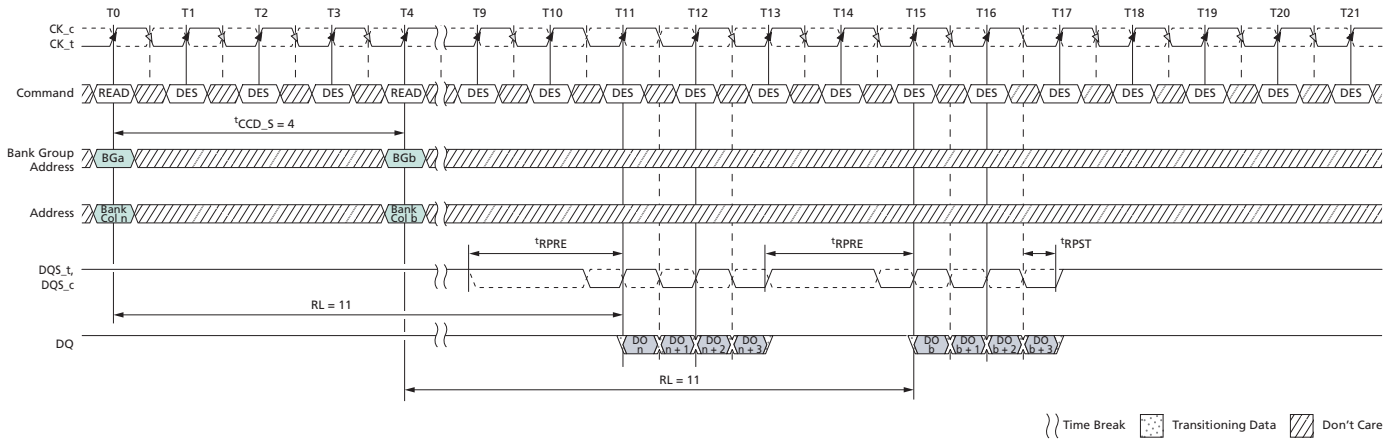 T0 T1 T2 T3 T4 T9 T10 T11 T12 T13 T14 T15 T16 T17 T18 T19 T20 T21
CK_c
CK_t
Command READ DES DES DES READ DES DES DES DES DES DES DES DES DES DES DES DES DES
tCCD_S = 4
Bank Group
Address
BGa BGb
Address
Bank
Col n
Bank
Col b
tRPRE tRPRE tRPST
DQS_t,
DQS_c
RL = 11
DQ
DO
n
DO
n + 1
DO
n + 2
DO
n + 3
DO
b
DO
b + 1
DO
b + 2
DO
b + 3
RL = 11
Time Break Transitioning Data Don't Care